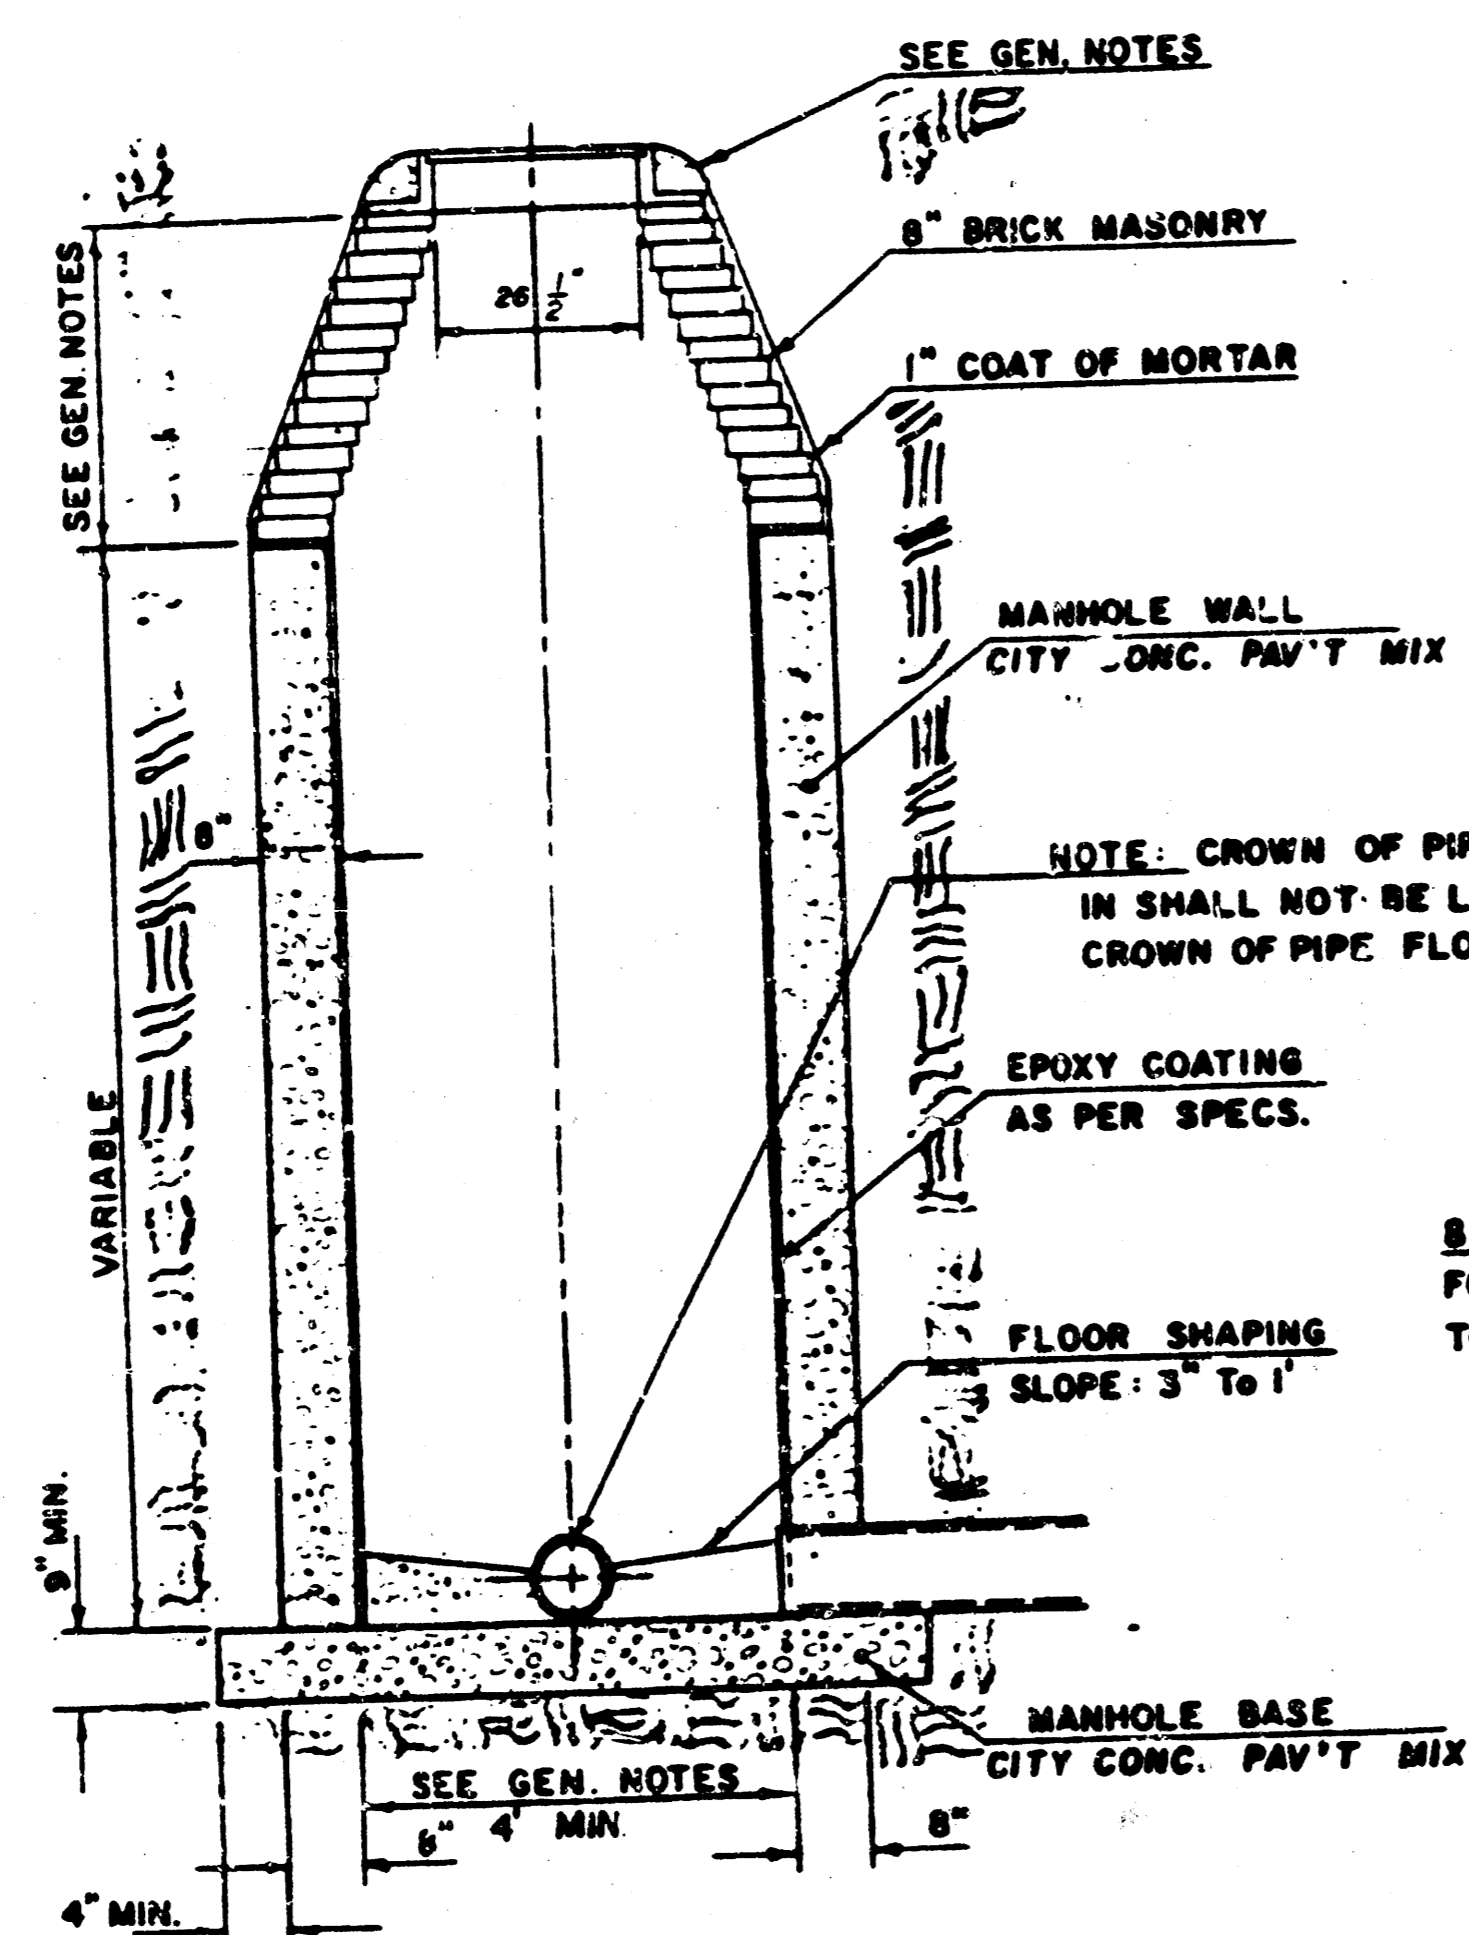 SEE GEN. NOTES
8" BRICK MASONRY
SEE GEN. NOTES
26 1/2"
1" COAT OF MORTAR
MANHOLE WALL
CITY CONC. PAV'T MIX
8"
NOTE: CROWN OF
IN SHALL NOT BE
CROWN OF PIPE
EPOXY COATING
AS PER SPECS.
VARIABLE
FLOOR SHAPING
SLOPE: 3" To 1'
9" MIN.
MANHOLE BASE
CITY CONC. PAV'T MIX
SEE GEN. NOTES
4' MIN.
8"
8"
4" MIN.